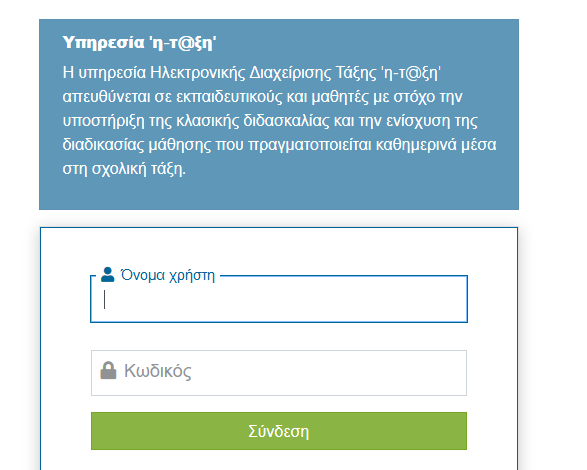 Υπηρεσία 'η-τ@ξη'
Η υπηρεσία Ηλεκτρονικής Διαχείρισης Τάξης 'η-τ@ξη'
απευθύνεται σε εκπαιδευτικούς και μαθητές με στόχο την
υποστήριξη της κλασικής διδασκαλίας και την ενίσχυση της
διαδικασίας μάθησης που πραγματοποιείται καθημερινά μέσα
στη σχολική τάξη.
Όνομα χρήστη
Κωδικός
Σύνδεση